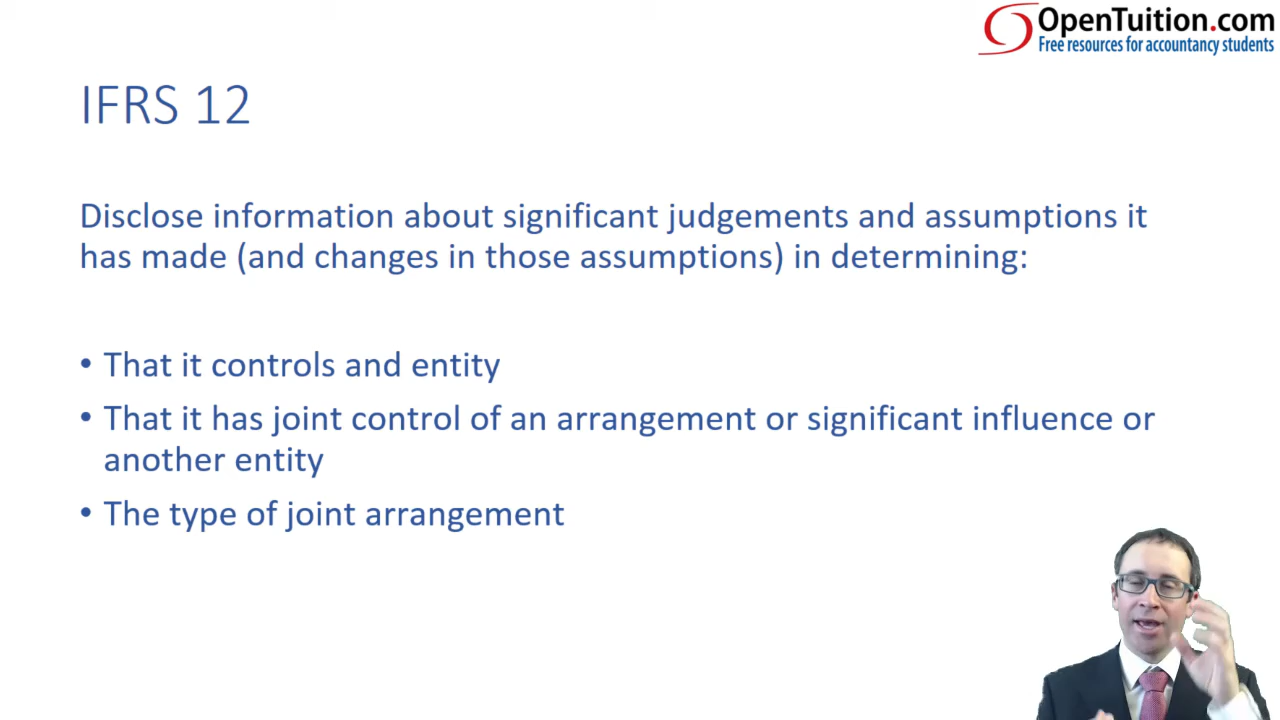 OpenTuition.com
Free resources for accountancy students
IFRS 12
Disclose information about significant judgements and assumptions it
has made (and changes in those assumptions) in determining:
• That it controls and entity
• That it has joint control of an arrangement or significant influence or
another entity
• The type of joint arrangement